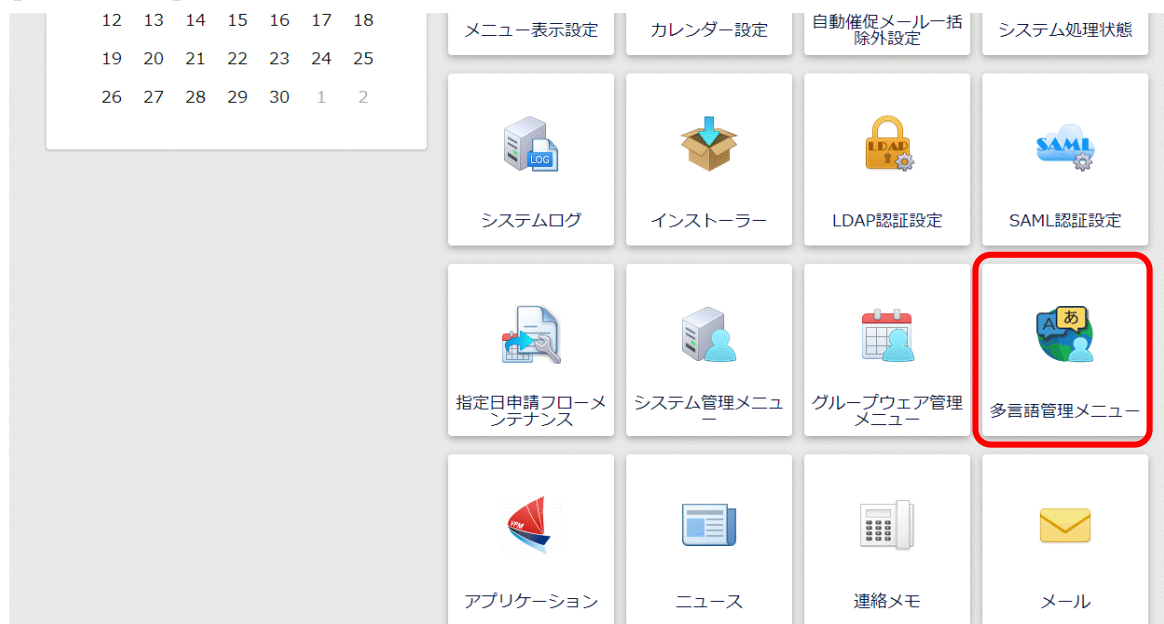 12 13 14 15 16 17 18
19 20 21 22 23 24 25
26 27 28 29 30 1 2
メニュー表示設定
カレンダー設定
自動催促メール一括
除外設定
システム処理状態
LOG
システムログ
インストーラー
LDAP
LDAP認証設定
SAML
SAML認証設定
指定日申請フローメ
ンテナンス
システム管理メニュ
ー
グループウェア管理
メニュー
A あ
多言語管理メニュー
VPM
アプリケーション
ニュース
連絡メモ
メール